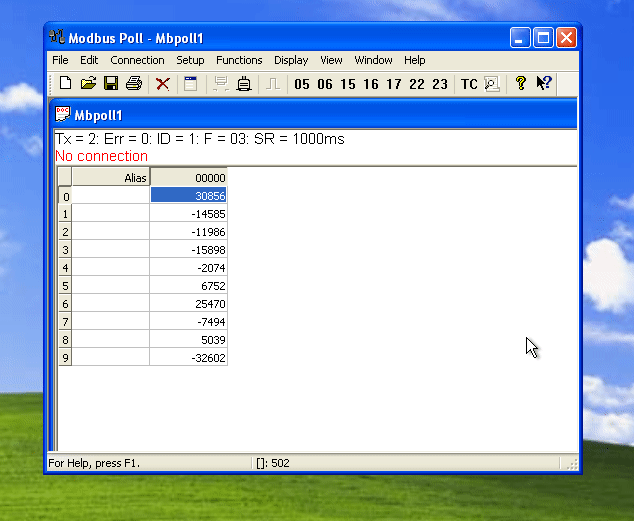 Modbus Poll - Mbpoll1
File Edit Connection Setup Functions Display View Window Help
05 06 15 16 17 22 23 TC
Mbpoll1
Tx = 2: Err = 0: ID = 1: F = 03: SR = 1000ms
No connection
Alias 00000
0 30856
1 -14585
2 -11986
3 -15898
4 -2074
5 6752
6 25470
7 -7494
8 5039
9 -32602
For Help, press F1. []: 502